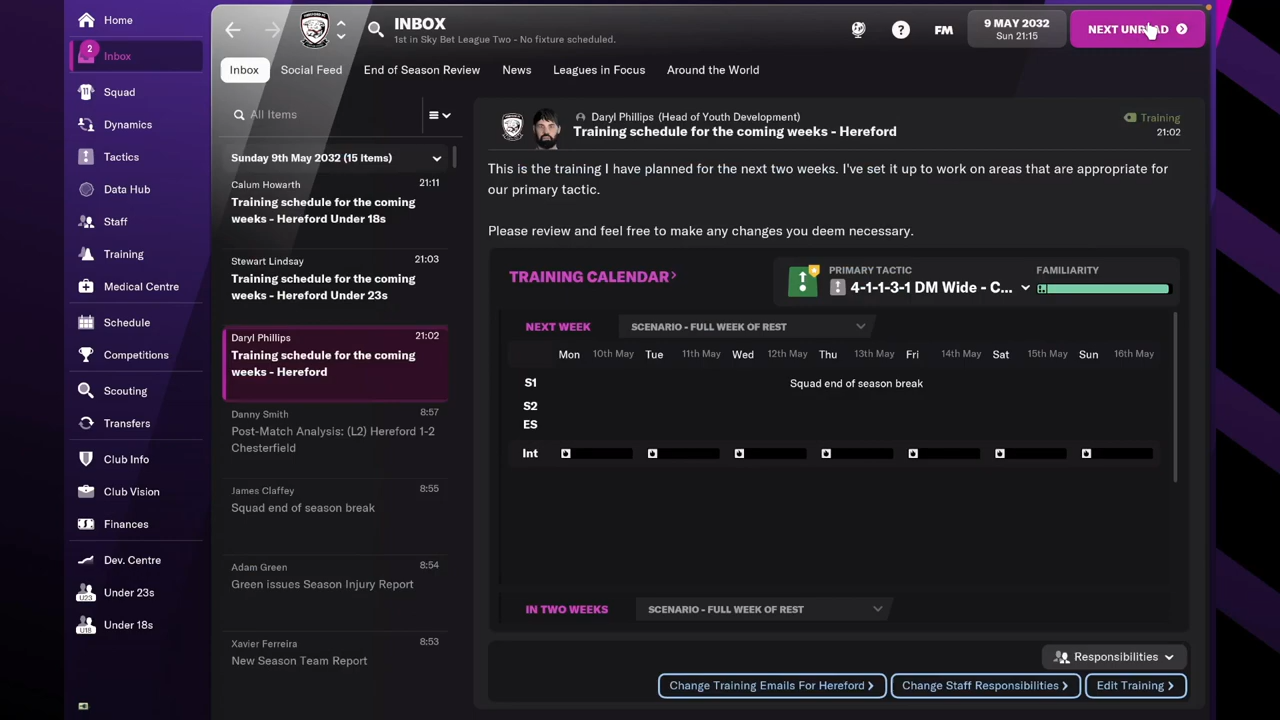 Home
2
Inbox
Squad
Dynamics
Tactics
Data Hub
Staff
Training
Medical Centre
Schedule
Competitions
Scouting
Transfers
Club Info
Club Vision
Finances
Dev. Centre
Under 23s
Under 18s
INBOX
1st in Sky Bet League Two - No fixture scheduled.
FM
9 MAY 2032
Sun 21:15
Inbox
Social Feed
End of Season Review
News
Leagues in Focus
Around the World
All Items
Sunday 9th May 2032 (15 items)
Calum Howarth 21:11
Training schedule for the coming
weeks - Hereford Under 18s
Stewart Lindsay 21:03
Training schedule for the coming
weeks - Hereford Under 23s
Daryl Phillips 21:02
Training schedule for the coming
weeks - Hereford
Danny Smith 8:57
Post-Match Analysis: (L2) Hereford 1-2
Chesterfield
James Claffey 8:55
Squad end of season break
Adam Green 8:54
Green issues Season Injury Report
Xavier Ferreira 8:53
New Season Team Report
Daryl Phillips (Head of Youth Development)
Training schedule for the coming weeks - Hereford
Training
21:02
This is the training I have planned for the next two weeks. I've set it up to work on areas that are appropriate for
our primary tactic.
Please review and feel free to make any changes you deem necessary.
TRAINING CALENDAR
PRIMARY TACTIC
4-1-1-3-1 DM Wide - C...
FAMILIARITY
NEXT WEEK
SCENARIO - FULL WEEK OF REST
Mon 10th May Tue 11th May Wed 12th May Thu 13th May Fri 14th May Sat 15th May Sun 16th May
S1 Squad end of season break
S2
ES
Int
IN TWO WEEKS
SCENARIO - FULL WEEK OF REST
Responsibilities
Change Training Emails For Hereford
Change Staff Responsibilities
Edit Training